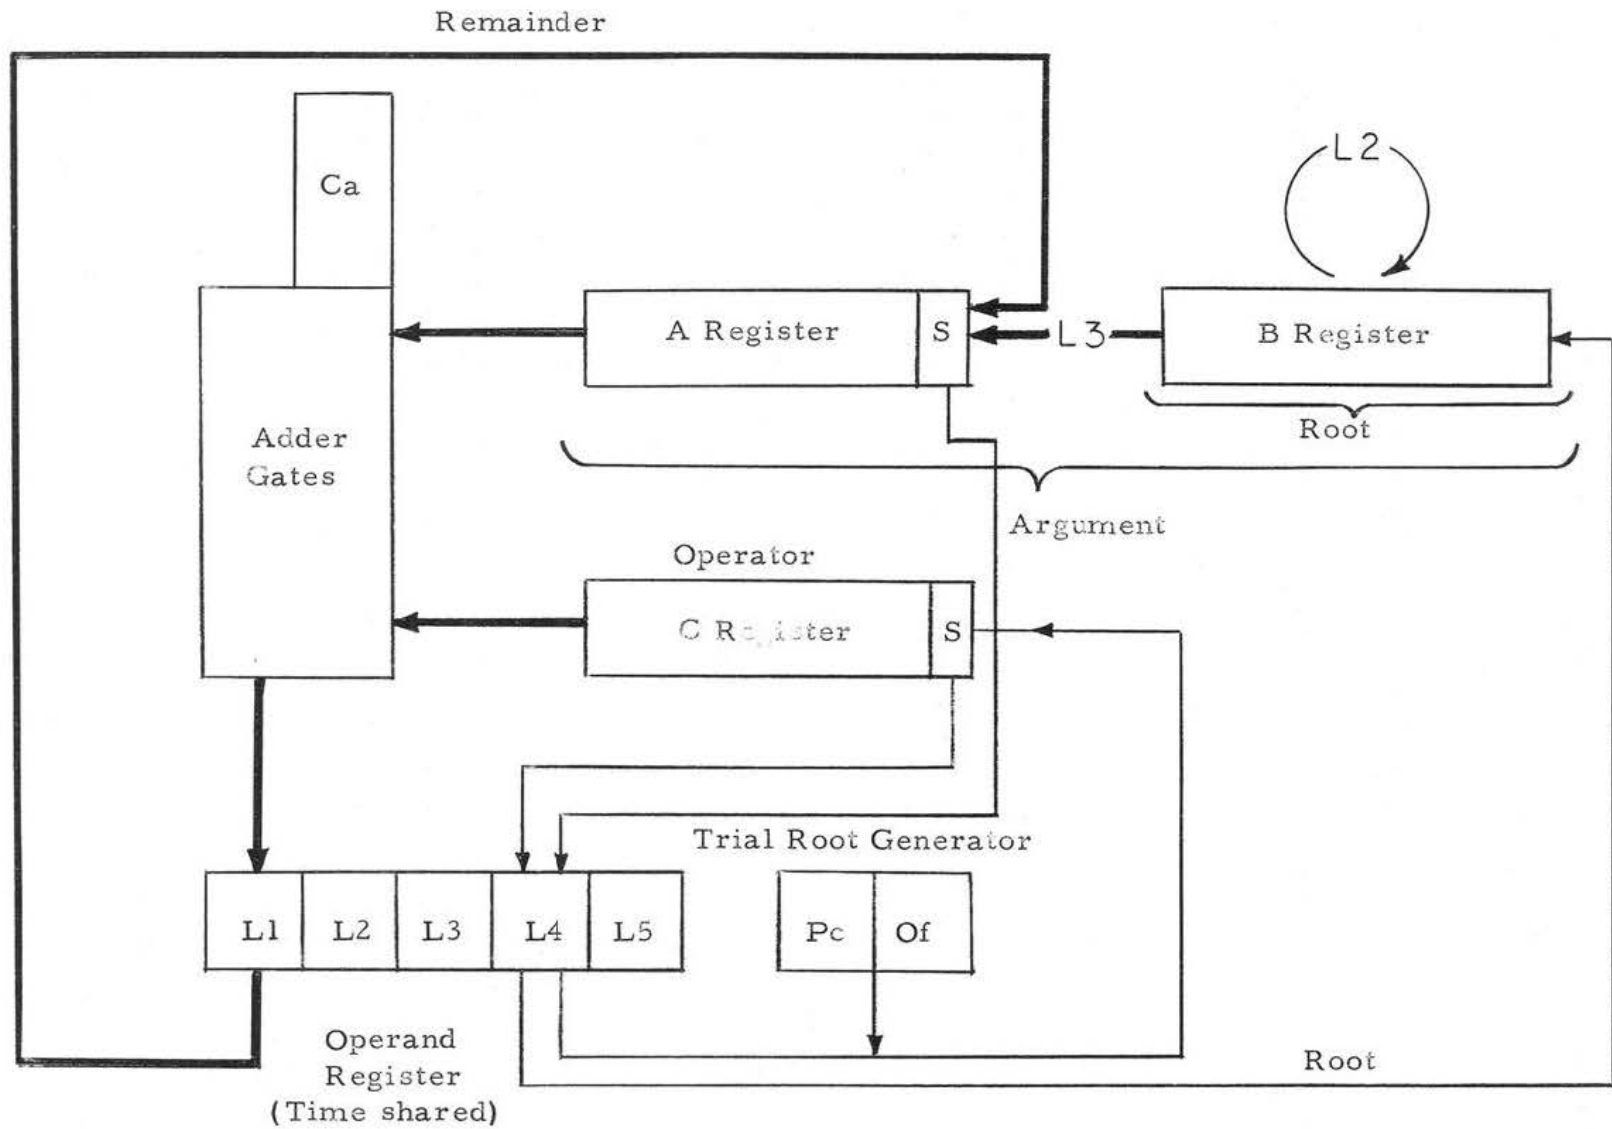 Remainder
Ca
L2
A Register
S
L3
B Register
Root
Adder
Gates
Argument
Operator
C Register
S
Trial Root Generator
L1
L2
L3
L4
L5
Pc
Of
Operand
Register
(Time shared)
Root